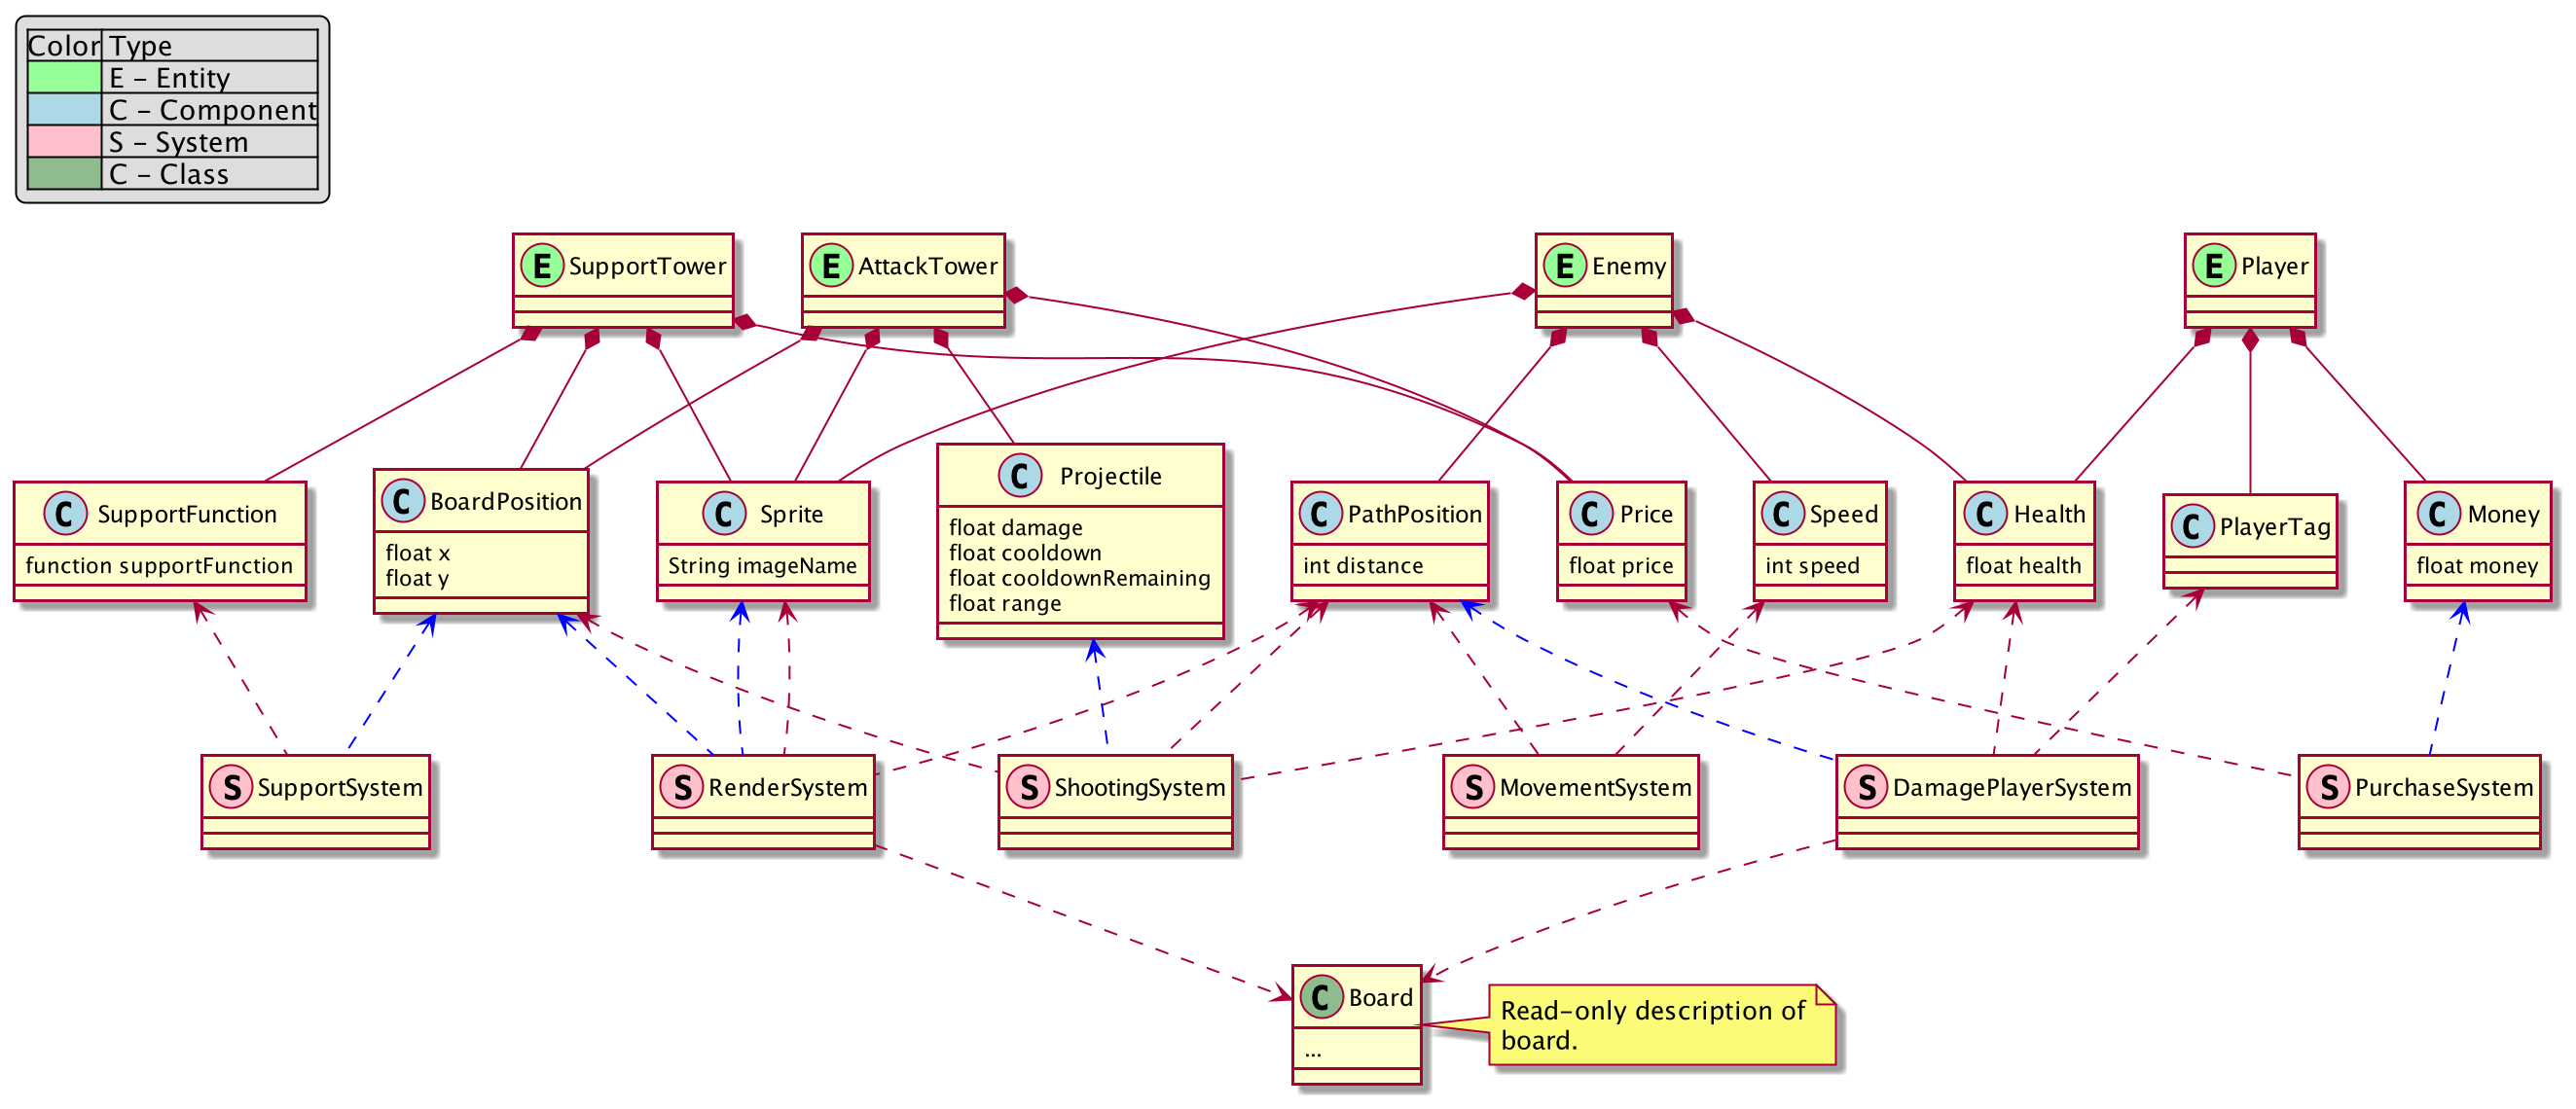 Color Type
E – Entity
C – Component
S – System
C – Class
E SupportTower
E AttackTower
E Enemy
E Player
C SupportFunction
function supportFunction
C BoardPosition
float x
float y
C Sprite
String imageName
C Projectile
float damage
float cooldown
float cooldownRemaining
float range
C PathPosition
int distance
C Price
float price
C Speed
int speed
C Health
float health
C PlayerTag
C Money
float money
S SupportSystem
S RenderSystem
S ShootingSystem
S MovementSystem
S DamagePlayerSystem
S PurchaseSystem
C Board
...
Read-only description of
board.